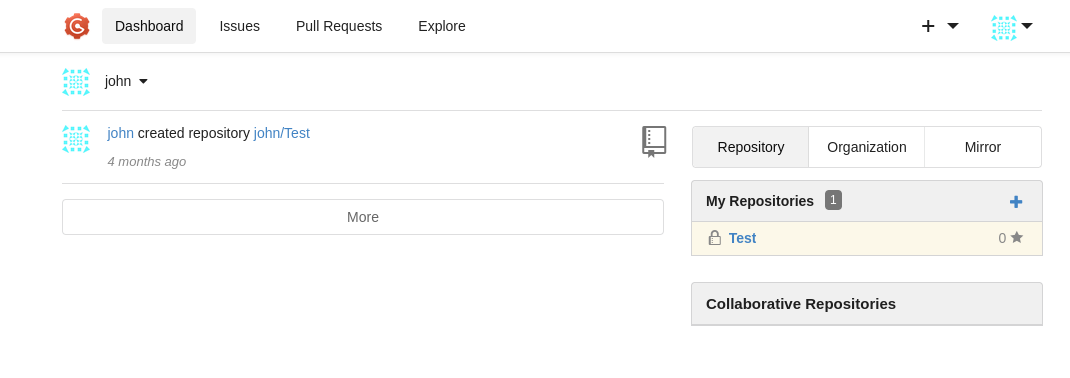 Dashboard Issues Pull Requests Explore
john
john created repository john/Test
4 months ago
More
Repository Organization Mirror
My Repositories 1
Test 0
Collaborative Repositories